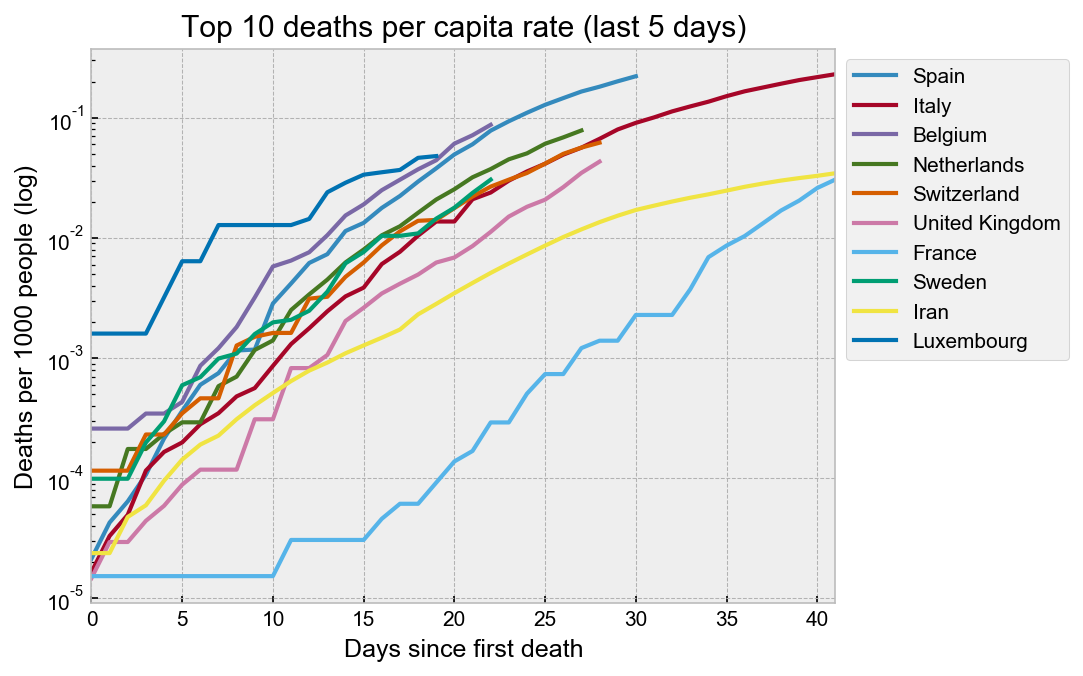 Top 10 deaths per capita rate (last 5 days)
Deaths per 1000 people (log)
10⁻¹
10⁻²
10⁻³
10⁻⁴
10⁻⁵
0 5 10 15 20 25 30 35 40
Days since first death
Spain
Italy
Belgium
Netherlands
Switzerland
United Kingdom
France
Sweden
Iran
Luxembourg